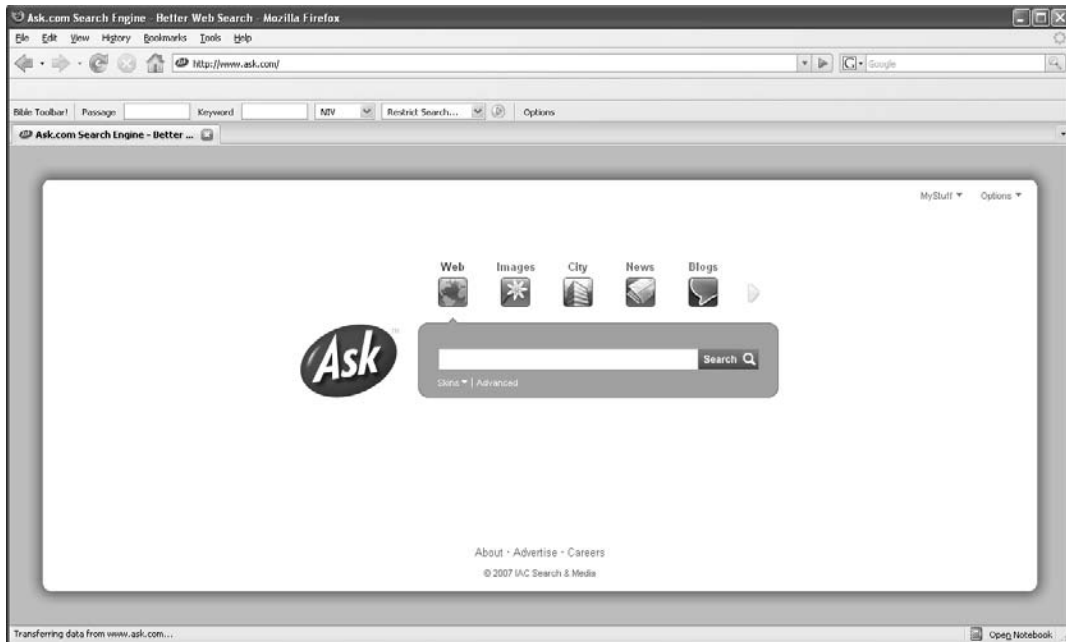 Ask.com Search Engine - Better Web Search - Mozilla Firefox
File Edit View History Bookmarks Tools Help
http://www.ask.com/ G Google
Bible Toolbar! Passage Keyword NIV Restrict Search... Options
Ask.com Search Engine - Better ...
MyStuff Options
Web Images City News Blogs
Ask TM
Search
Skins | Advanced
About · Advertise · Careers
© 2007 IAC Search & Media
Transferring data from www.ask.com... Open Notebook